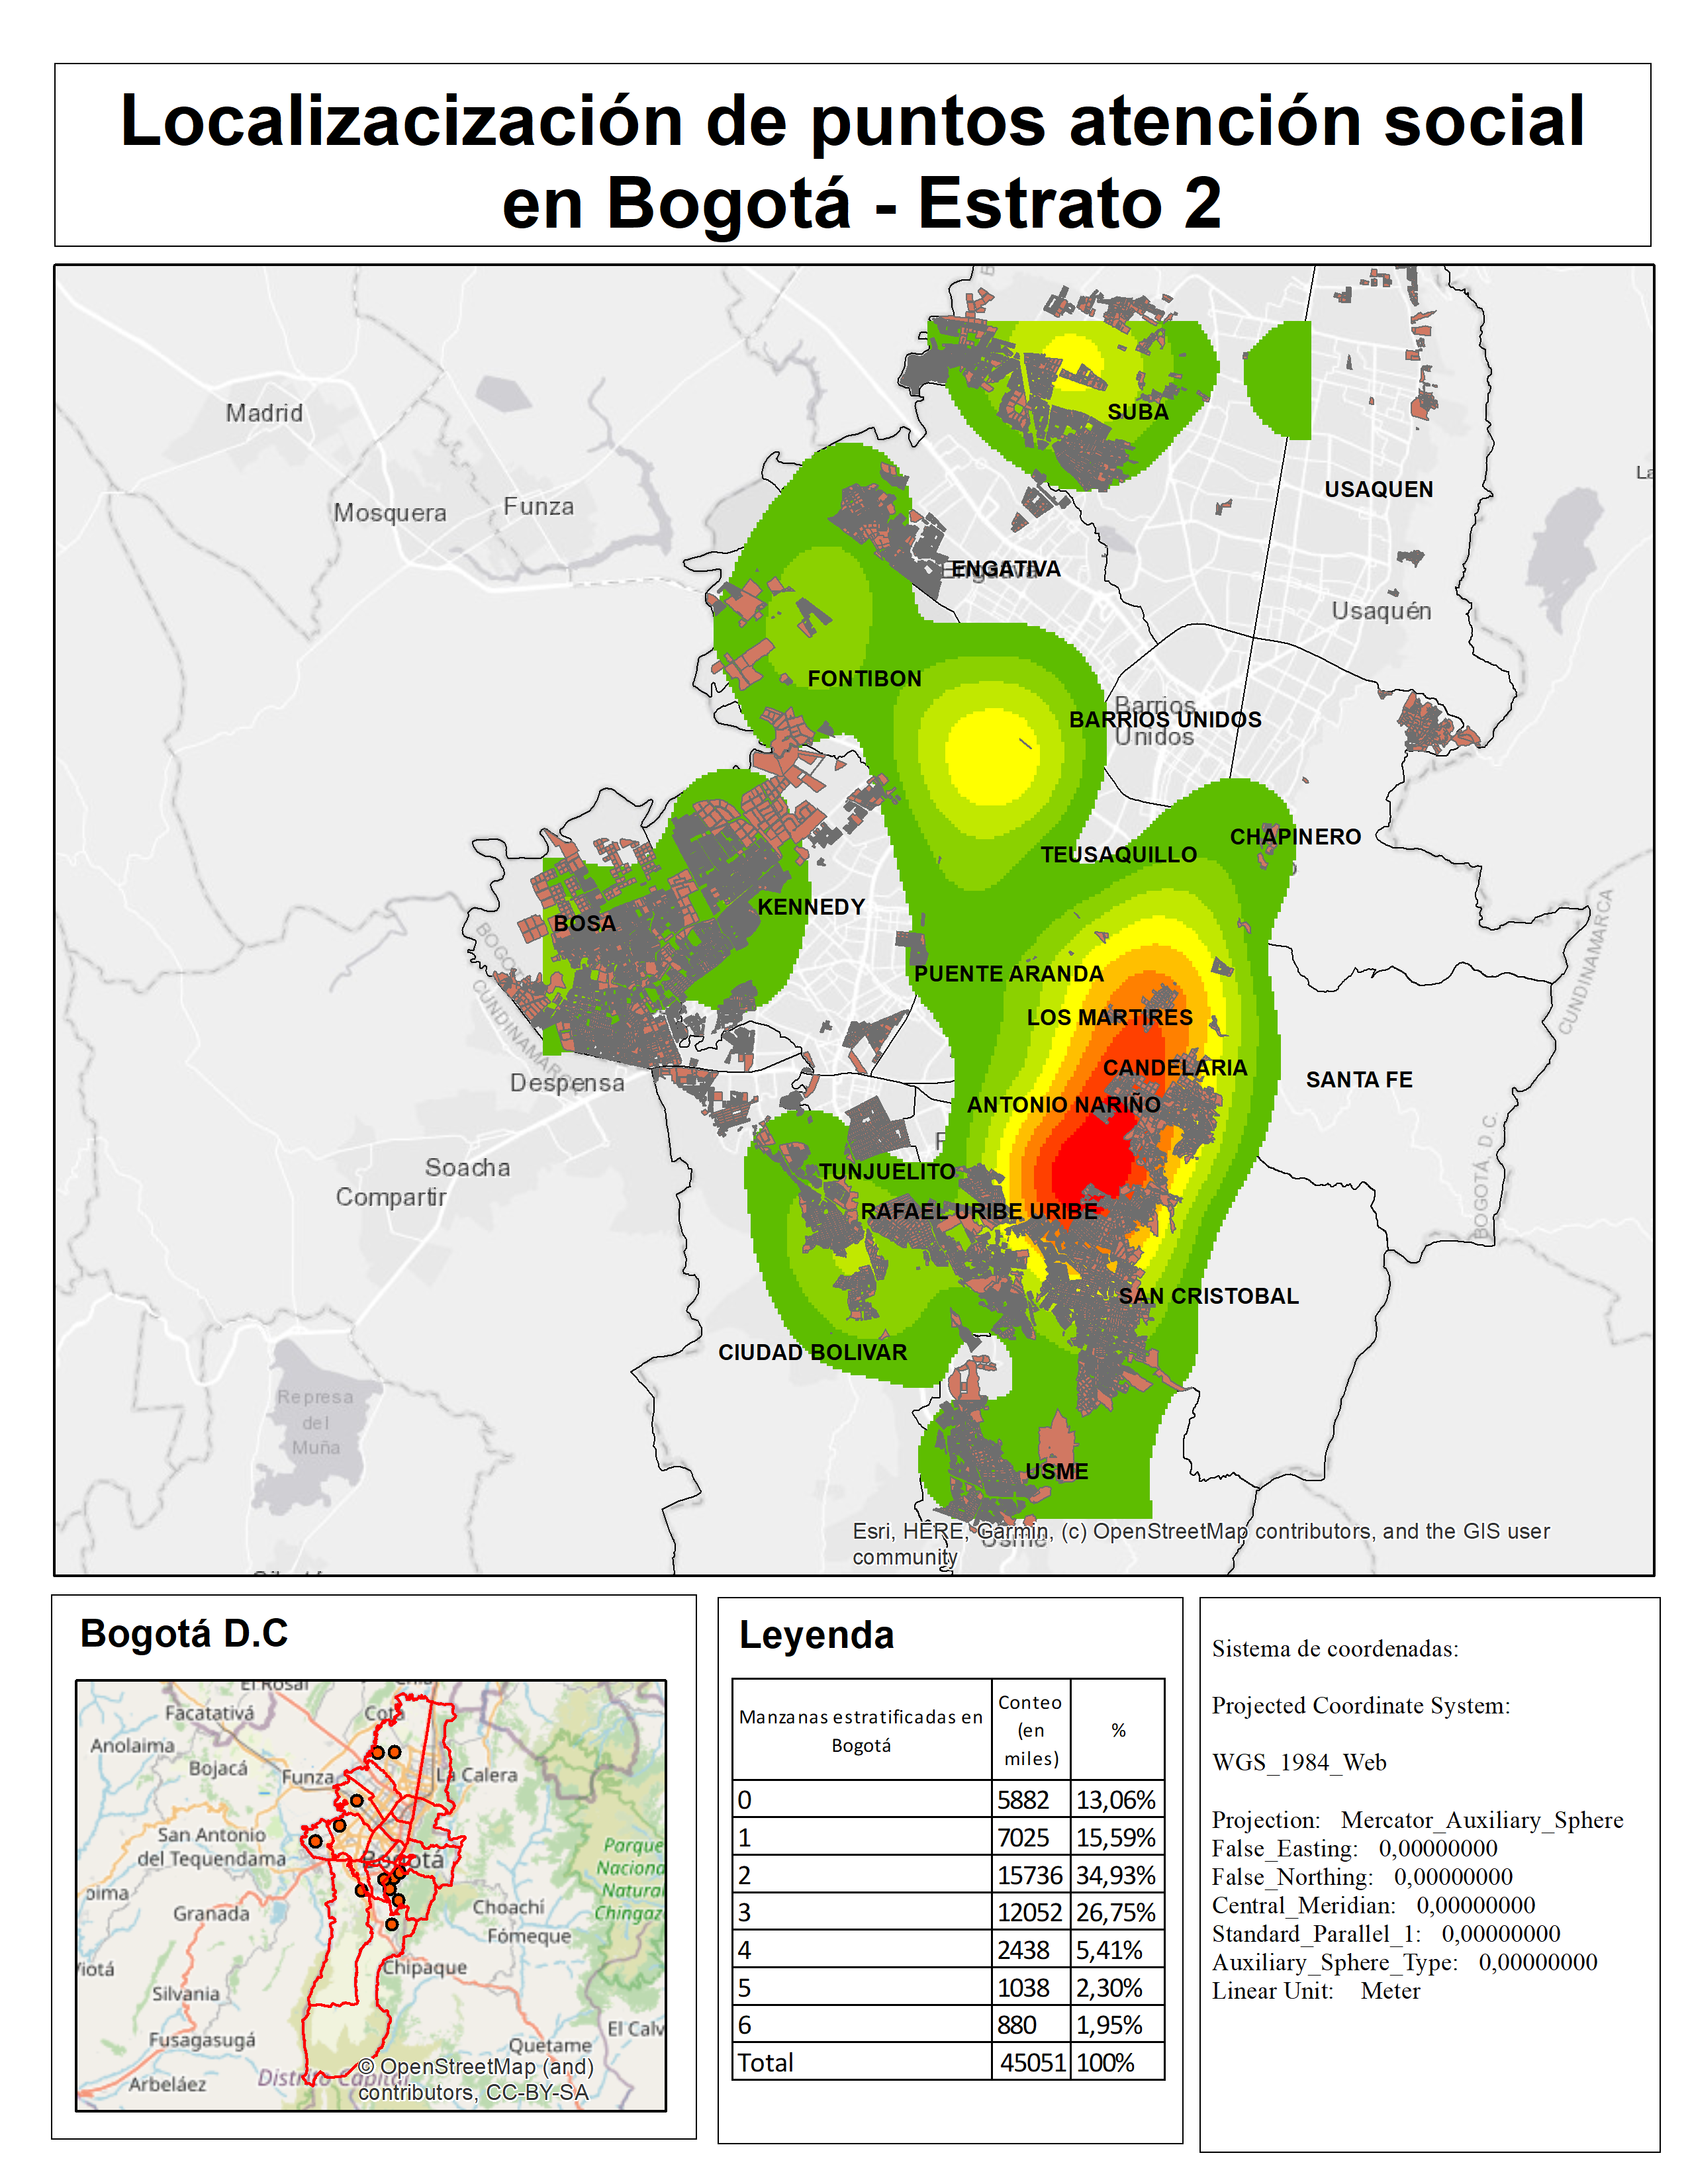 Localizacización de puntos atención social
en Bogotá - Estrato 2
Madrid
Mosquera
Funza
SUBA
USAQUEN
ENGATIVA
Usaquén
FONTIBON
Barrios
BARRIOS UNIDOS
Unidos
CHAPINERO
TEUSAQUILLO
KENNEDY
BOSA
CUNDINAMARCA
PUENTE ARANDA
LOS MARTIRES
CANDELARIA
SANTA FE
Despensa
ANTONIO NARIÑO
BOGOTÁ D.C.
Soacha
Compartir
TUNJUELITO
RAFAEL URIBE URIBE
SAN CRISTOBAL
CIUDAD BOLIVAR
Represa
del
Muña
USME
Esri, HERE, Garmin, (c) OpenStreetMap contributors, and the GIS user
community
Bogotá D.C
El Rosal
Facatativá
Cota
Anolaima
Bojacá
Funza
La Calera
San Antonio
del Tequendama
Bogotá
Parque
Naciona
Natural
Chingaz
Granada
Choachí
Fómeque
Chipaque
Silvania
Fusagasugá
Quetame
El Calv
Arbeláez
Distrito Capital
© OpenStreetMap (and)
contributors, CC-BY-SA
Leyenda
Manzanas estratificadas en Bogotá Conteo (en miles) %
0 5882 13,06%
1 7025 15,59%
2 15736 34,93%
3 12052 26,75%
4 2438 5,41%
5 1038 2,30%
6 880 1,95%
Total 45051 100%
Sistema de coordenadas:
Projected Coordinate System:
WGS_1984_Web
Projection: Mercator_Auxiliary_Sphere
False_Easting: 0,00000000
False_Northing: 0,00000000
Central_Meridian: 0,00000000
Standard_Parallel_1: 0,00000000
Auxiliary_Sphere_Type: 0,00000000
Linear Unit: Meter